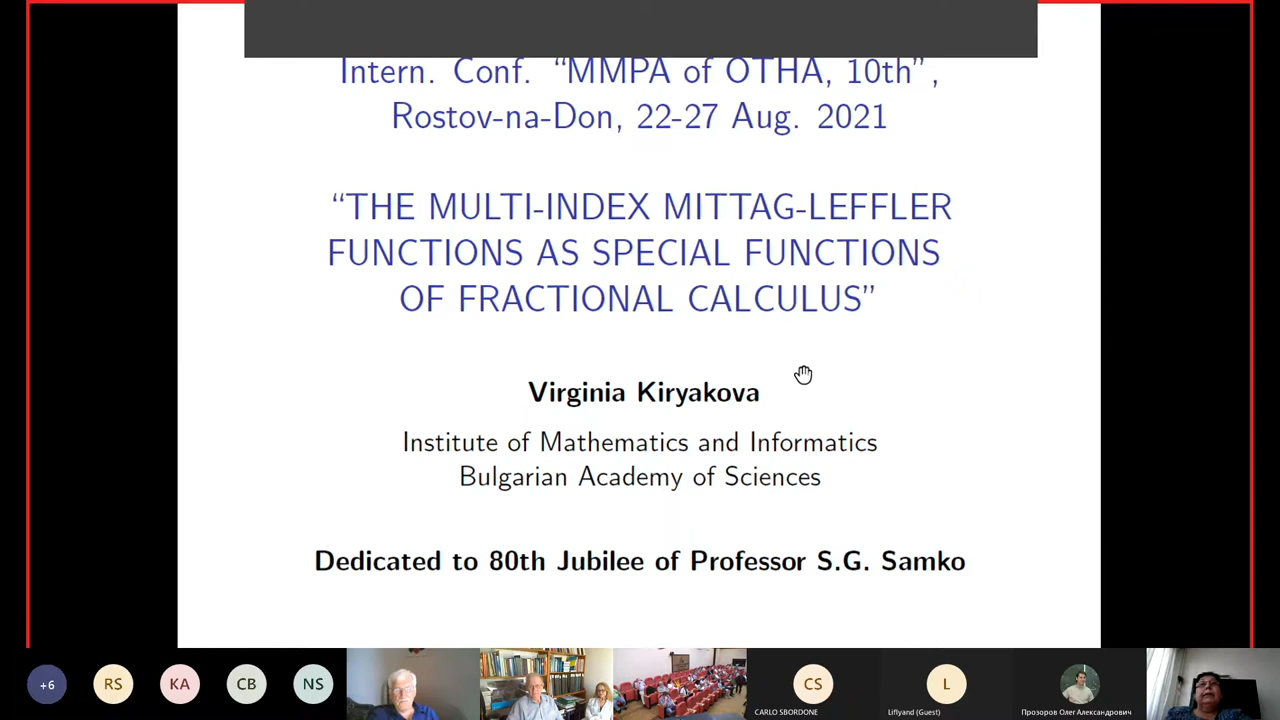 Intern. Conf. “MMPA of OTHA, 10th”,
Rostov-na-Don, 22-27 Aug. 2021
“THE MULTI-INDEX MITTAG-LEFFLER
FUNCTIONS AS SPECIAL FUNCTIONS
OF FRACTIONAL CALCULUS”
Virginia Kiryakova
Institute of Mathematics and Informatics
Bulgarian Academy of Sciences
Dedicated to 80th Jubilee of Professor S.G. Samko
+6 RS KA CB NS CS L
CARLO SBORDONE Liflyand (Guest) Прозоров Олег Александрович